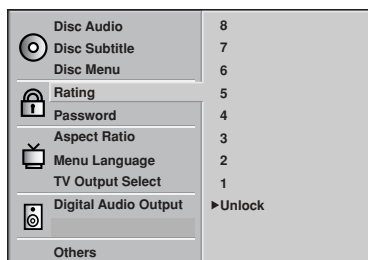 Disc Audio
Disc Subtitle
Disc Menu
Rating
Password
Aspect Ratio
Menu Language
TV Output Select
Digital Audio Output
Others
8
7
6
5
4
3
2
1
►Unlock